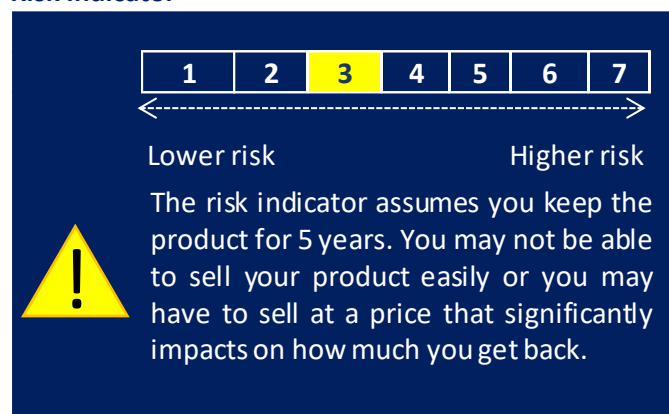 1 2 3 4 5 6 7
Lower risk Higher risk
The risk indicator assumes you keep the
product for 5 years. You may not be able
to sell your product easily or you may
have to sell at a price that significantly
impacts on how much you get back.
!